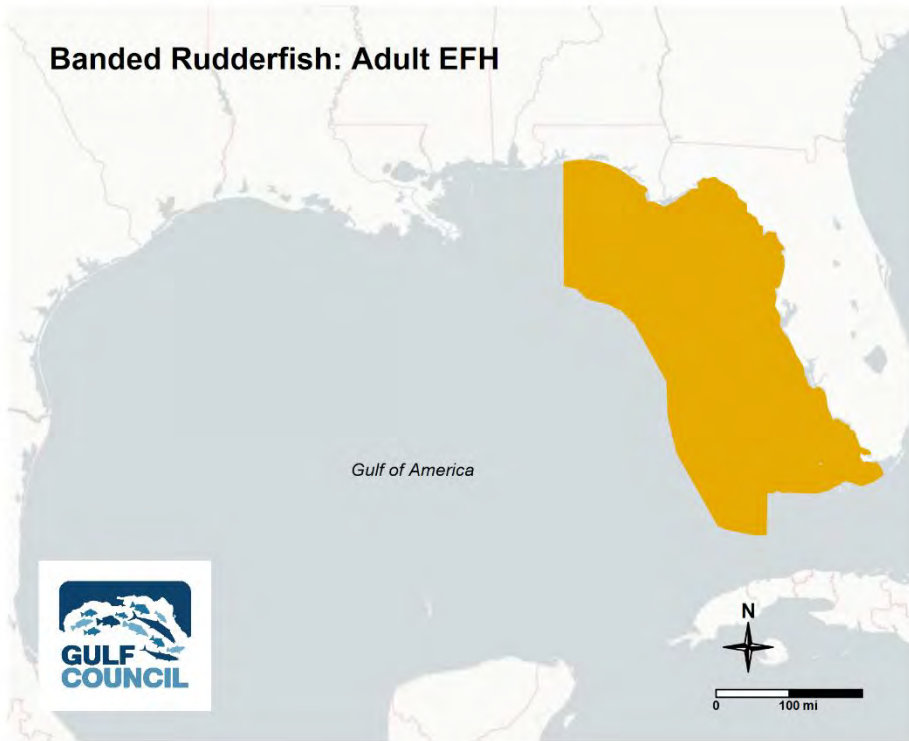 Banded Rudderfish: Adult EFH
Gulf of America
GULF
COUNCIL
N
0 100 mi